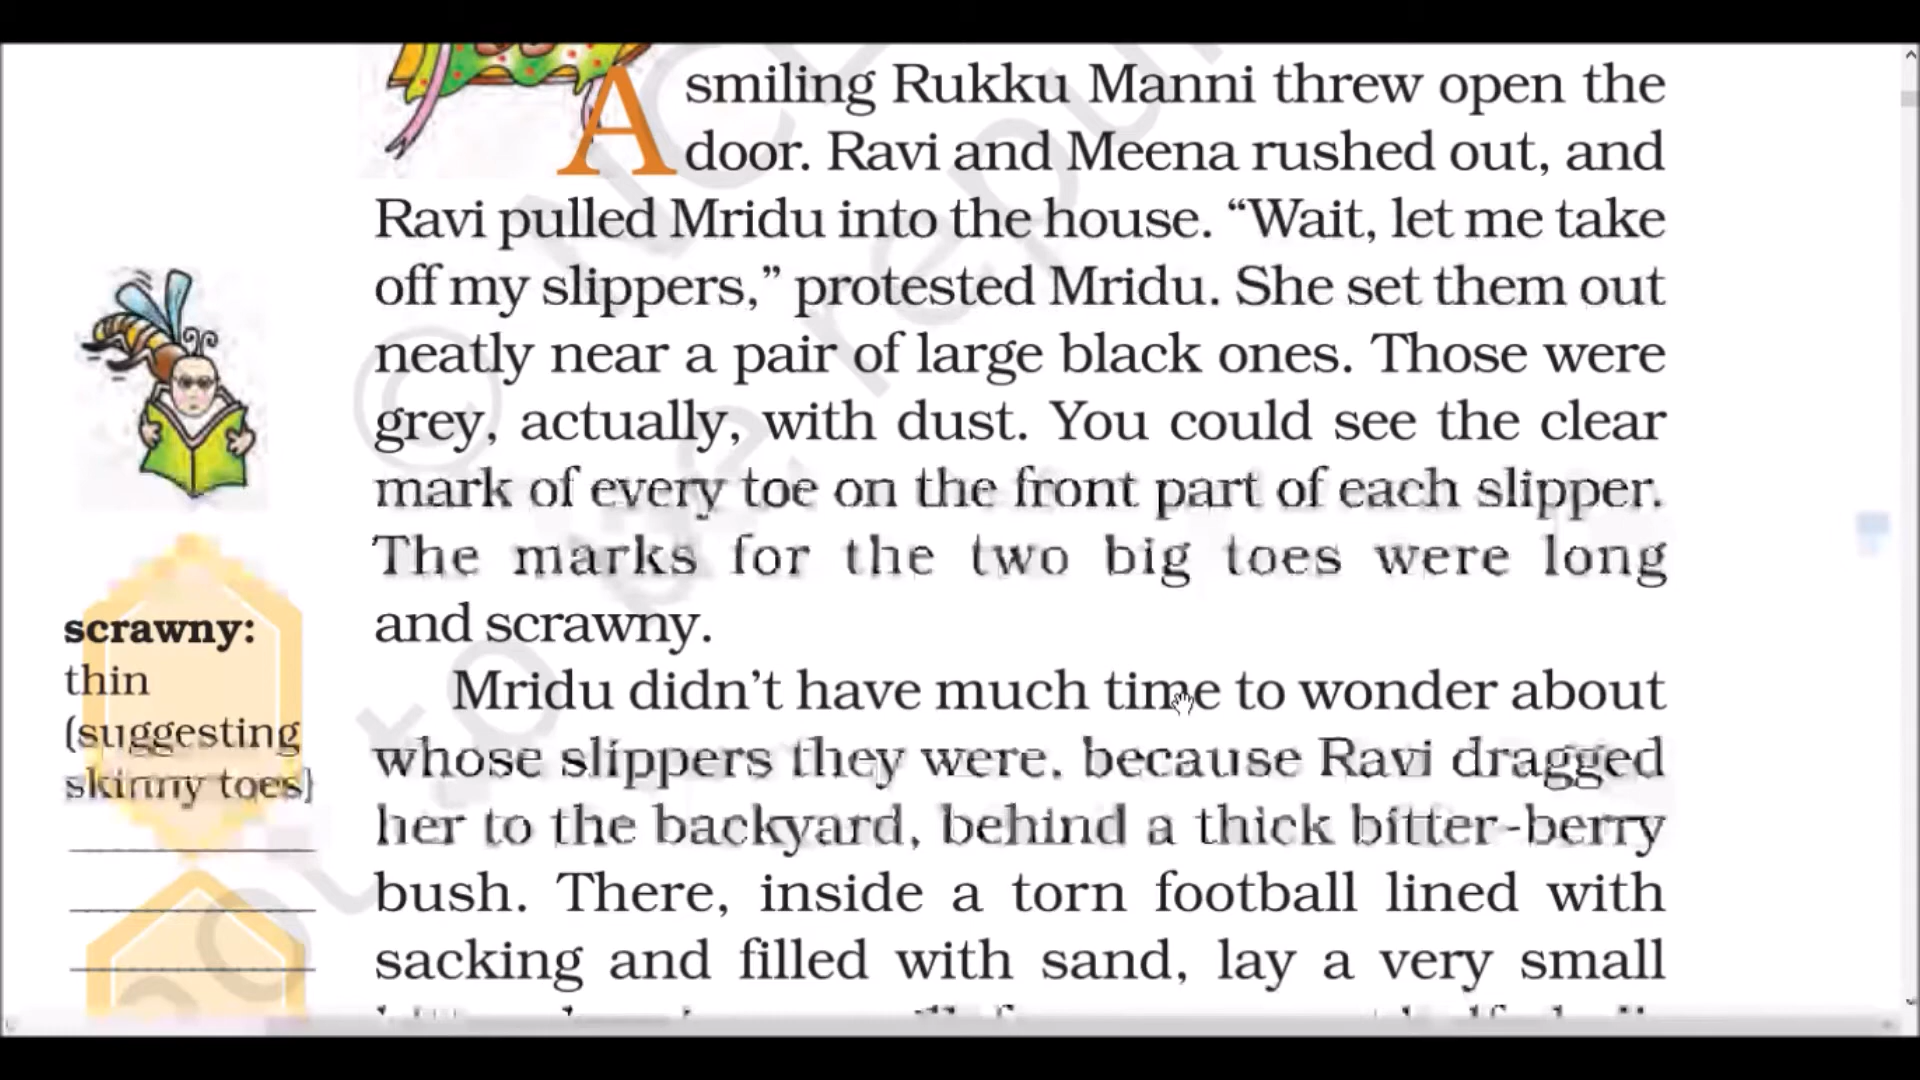 A smiling Rukku Manni threw open the
door. Ravi and Meena rushed out, and
Ravi pulled Mridu into the house. “Wait, let me take
off my slippers,” protested Mridu. She set them out
neatly near a pair of large black ones. Those were
grey, actually, with dust. You could see the clear
mark of every toe on the front part of each slipper.
The marks for the two big toes were long
and scrawny.
scrawny:
thin
(suggesting
skinny toes)
Mridu didn’t have much time to wonder about
whose slippers they were, because Ravi dragged
her to the backyard, behind a thick bitter-berry
bush. There, inside a torn football lined with
sacking and filled with sand, lay a very small